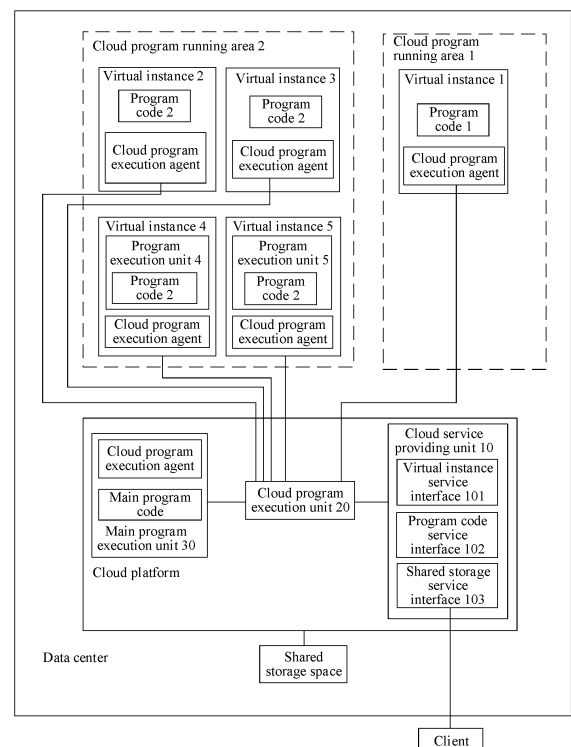 Cloud program running area 2
Virtual instance 2
Program
code 2
Cloud program
execution agent
Virtual instance 3
Program
code 2
Cloud program
execution agent
Cloud program
running area 1
Virtual instance 1
Program
code 1
Cloud program
execution agent
Virtual instance 4
Program
execution unit 4
Program
code 2
Cloud program
execution agent
Virtual instance 5
Program
execution unit 5
Program
code 2
Cloud program
execution agent
Cloud program
execution agent
Main program
code
Main program
execution unit 30
Cloud platform
Cloud program
execution unit 20
Cloud service
providing unit 10
Virtual instance
service
interface 101
Program code
service
interface 102
Shared storage
service
interface 103
Data center
Shared
storage space
Client